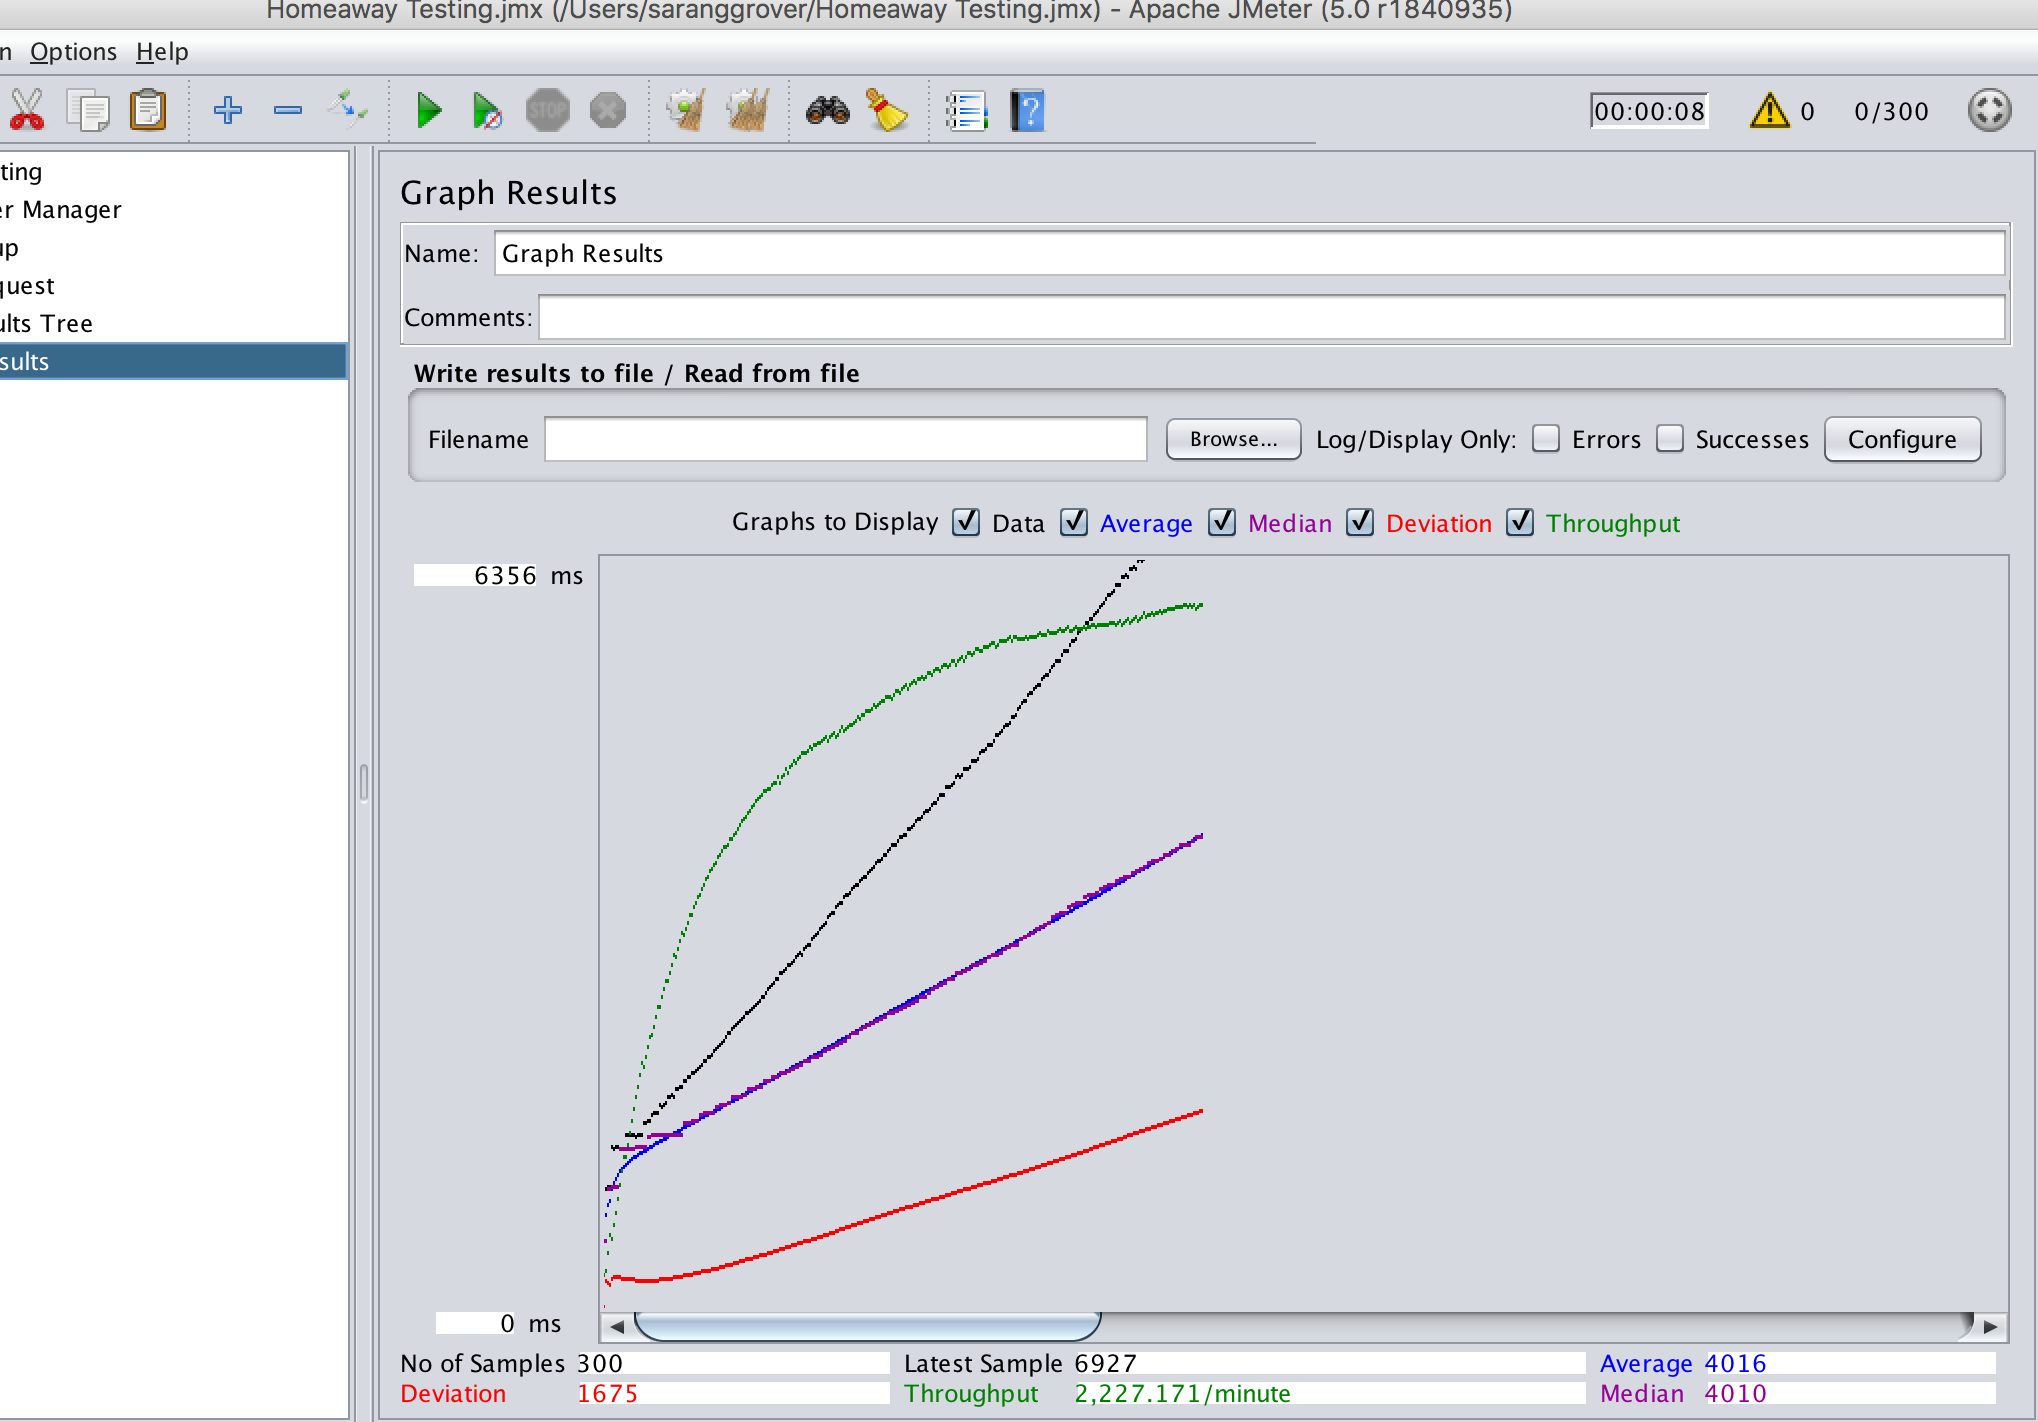 Homeaway Testing.jmx (/Users/saranggrover/Homeaway Testing.jmx) - Apache JMeter (5.0 r1840935)
n Options Help
STOP 00:00:08 0 0/300
ting
er Manager
up
quest
ults Tree
sults
Graph Results
Name: Graph Results
Comments:
Write results to file / Read from file
Filename Browse... Log/Display Only: Errors Successes Configure
Graphs to Display Data Average Median Deviation Throughput
6356 ms
0 ms
No of Samples 300 Latest Sample 6927 Average 4016
Deviation 1675 Throughput 2,227.171/minute Median 4010